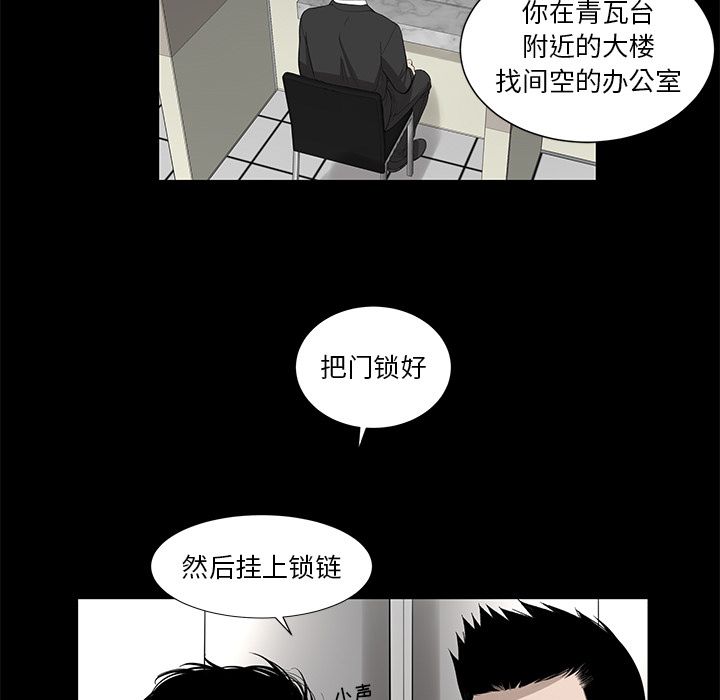 你在青瓦台
附近的大楼
找间空的办公室
把门锁好
然后挂上锁链
小声